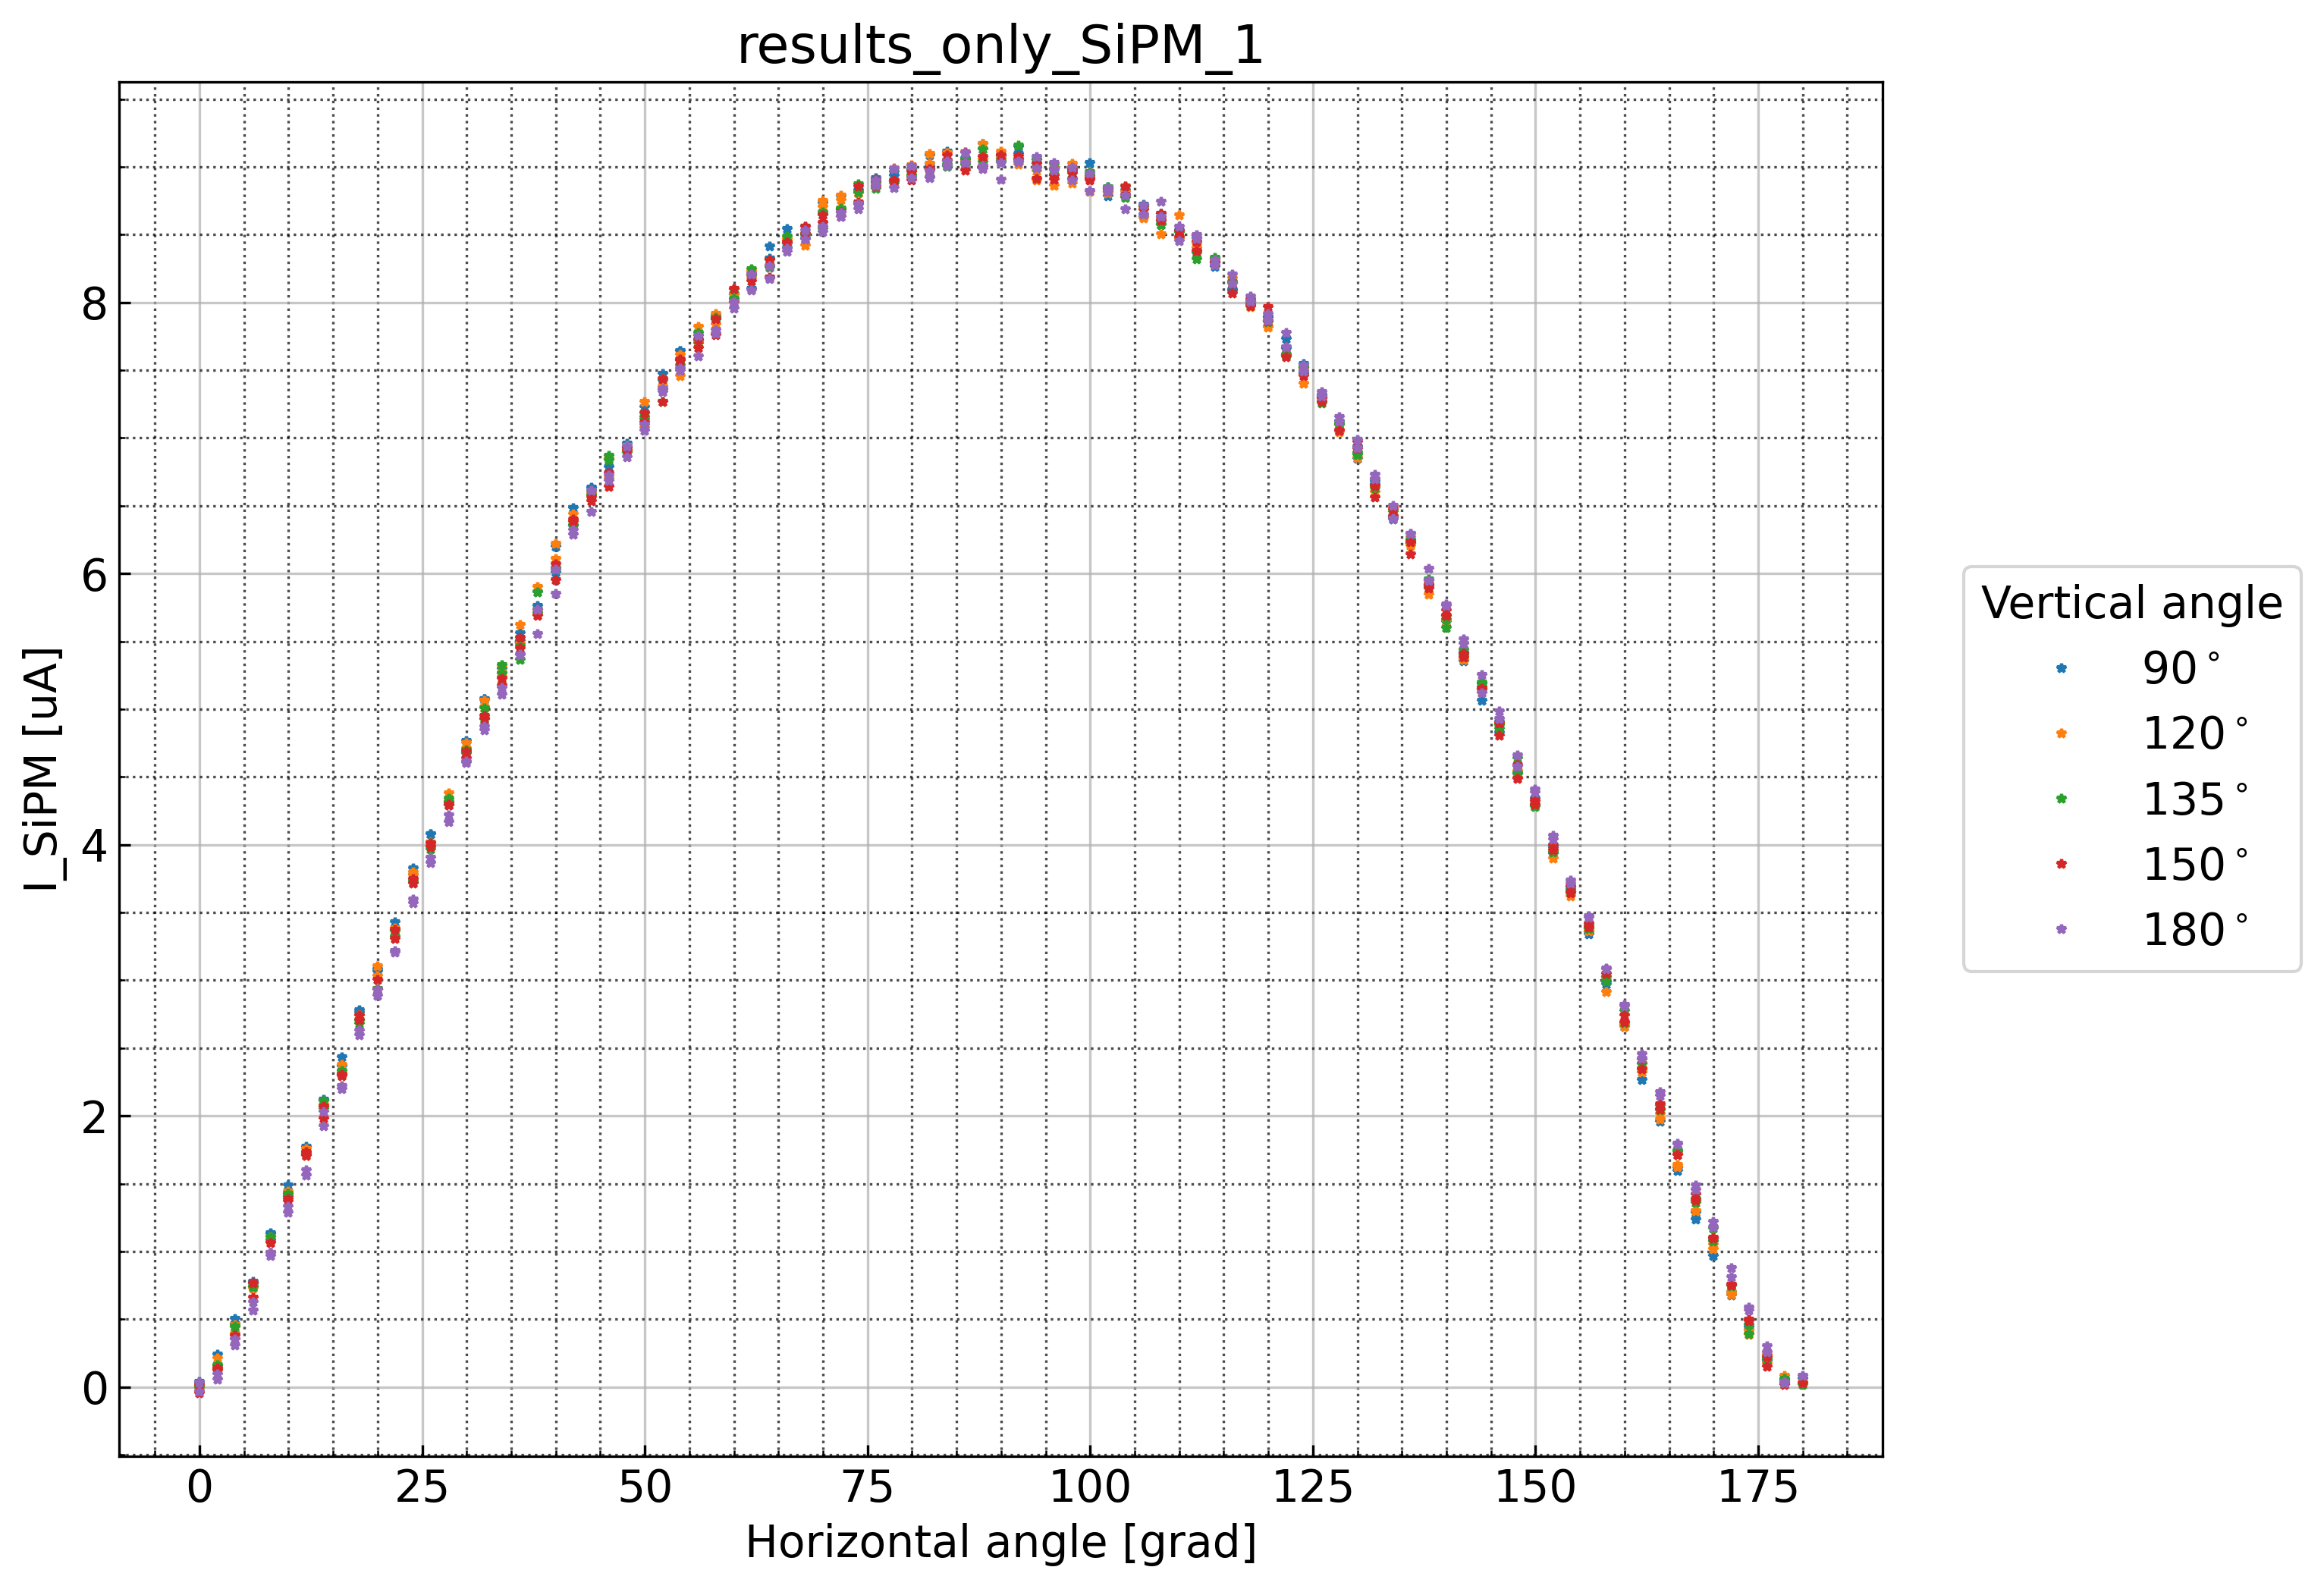 results_only_SiPM_1
I_SiPM [uA]
8
6
4
2
0
0 25 50 75 100 125 150 175
Horizontal angle [grad]
Vertical angle
90°
120°
135°
150°
180°